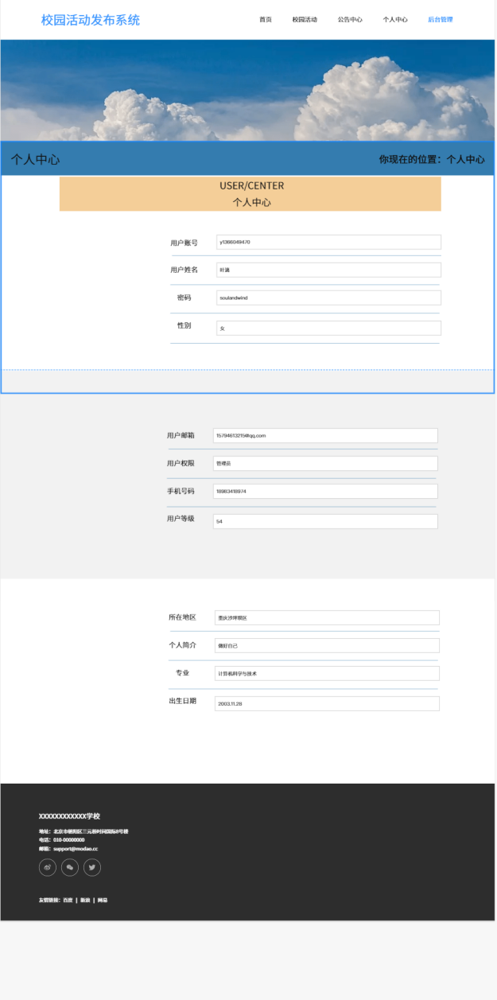 校园活动发布系统
首页 校园活动 公告中心 个人中心 后台管理
个人中心
你现在的位置：个人中心
USER/CENTER
个人中心
用户账号 y1366049470
用户姓名 叶漓
密码 soulandwind
性别 女
用户邮箱 15794613215@qq.com
用户权限 管理员
手机号码 18983418974
用户等级 54
所在地区 重庆沙坪坝区
个人简介 做好自己
专业 计算机科学与技术
出生日期 2003.11.28
XXXXXXXXXXXX学校
地址：北京市朝阳区三元桥时间国际8号楼
电话：010-00000000
邮箱：support@modao.cc
友情链接：百度 | 新浪 | 网易